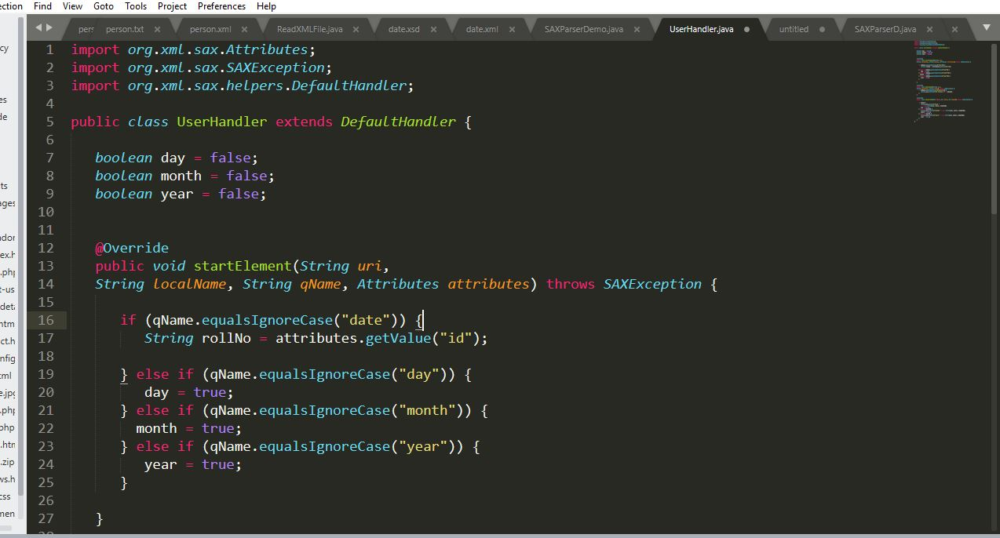 ection Find View Goto Tools Project Preferences Help
pers person.txt × person.xml × ReadXMLFile.java × date.xsd × date.xml × SAXParserDemo.java × UserHandler.java untitled SAXParserD.java × ×
1 import org.xml.sax.Attributes;
2 import org.xml.sax.SAXException;
3 import org.xml.sax.helpers.DefaultHandler;
4
5 public class UserHandler extends DefaultHandler {
6
7 boolean day = false;
8 boolean month = false;
9 boolean year = false;
10
11
12 @Override
13 public void startElement(String uri,
14 String localName, String qName, Attributes attributes) throws SAXException {
15
16 if (qName.equalsIgnoreCase("date")) {
17 String rollNo = attributes.getValue("id");
18
19 } else if (qName.equalsIgnoreCase("day")) {
20 day = true;
21 } else if (qName.equalsIgnoreCase("month")) {
22 month = true;
23 } else if (qName.equalsIgnoreCase("year")) {
24 year = true;
25 }
26
27 }
cy
es
de
ts
ages
ndor
ex.h
.php
t-us
deta
htm
ct.h
nfig
tml
e.jpg
.php
php
.htm
.zip
ws.h
css
men